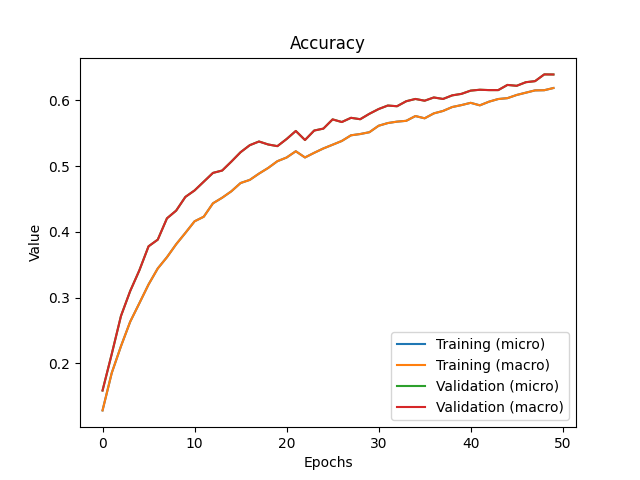 Accuracy
Value
0.6
0.5
0.4
0.3
0.2
0
10
20
30
40
50
Epochs
Training (micro)
Training (macro)
Validation (micro)
Validation (macro)